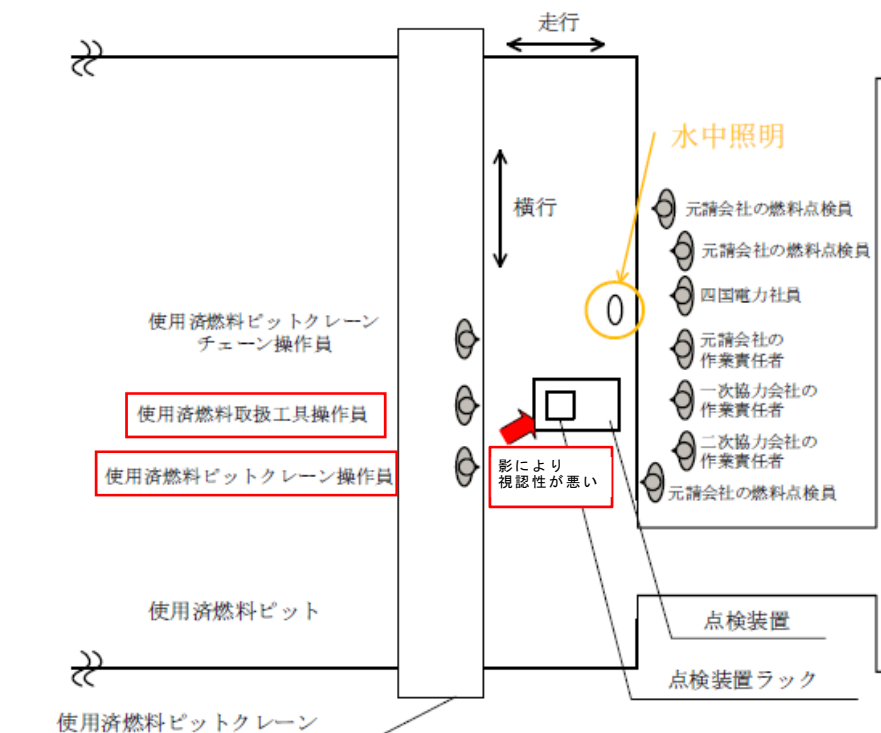 走行
水中照明
横行
元請会社の燃料点検員
元請会社の燃料点検員
四国電力社員
使用済燃料ピットクレーン
チェーン操作員
元請会社の
作業責任者
使用済燃料取扱工具操作員
一次協力会社の
作業責任者
二次協力会社の
作業責任者
使用済燃料ピットクレーン操作員
影により
視認性が悪い
元請会社の燃料点検員
使用済燃料ピット
点検装置
点検装置ラック
使用済燃料ピットクレーン